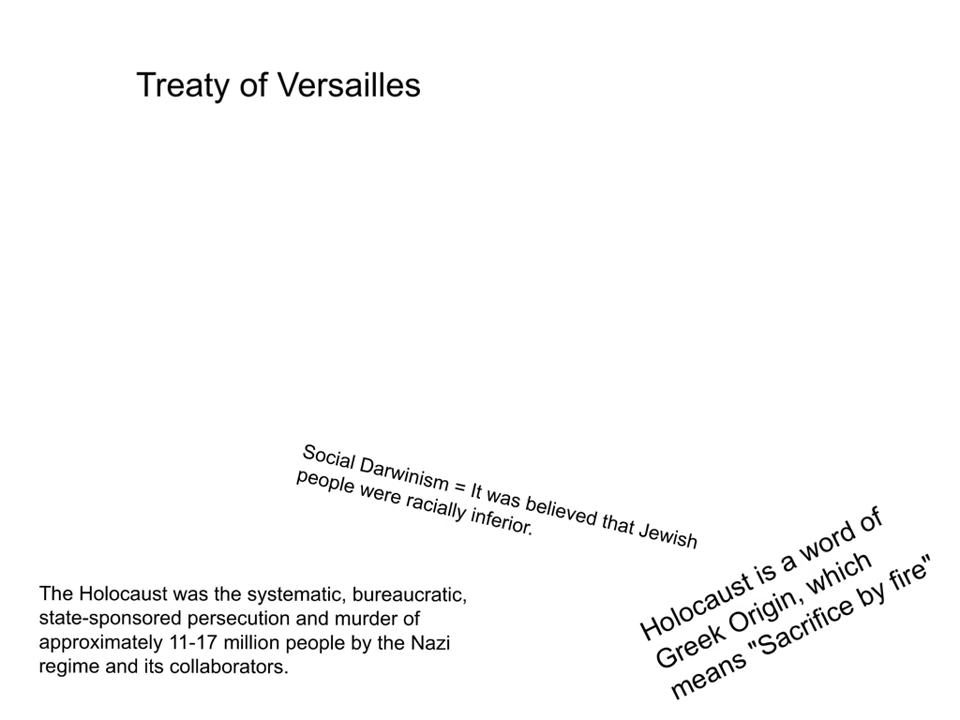 Treaty of Versailles
Social Darwinism = It was believed that Jewish
people were racially inferior.
Holocaust is a word of
Greek Origin, which
means "Sacrifice by fire"
The Holocaust was the systematic, bureaucratic,
state-sponsored persecution and murder of
approximately 11-17 million people by the Nazi
regime and its collaborators.